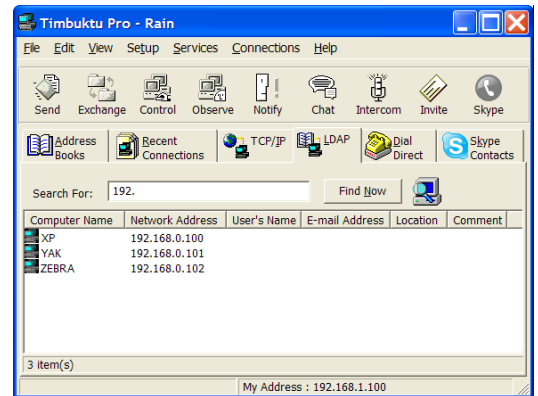 Timbuktu Pro - Rain
File Edit View Setup Services Connections Help
Send Exchange Control Observe Notify Chat Intercom Invite Skype
Address Books Recent Connections TCP/IP LDAP Dial Direct Skype Contacts
Search For: 192. Find Now
Computer Name Network Address User's Name E-mail Address Location Comment
XP 192.168.0.100
YAK 192.168.0.101
ZEBRA 192.168.0.102
3 item(s)
My Address : 192.168.1.100